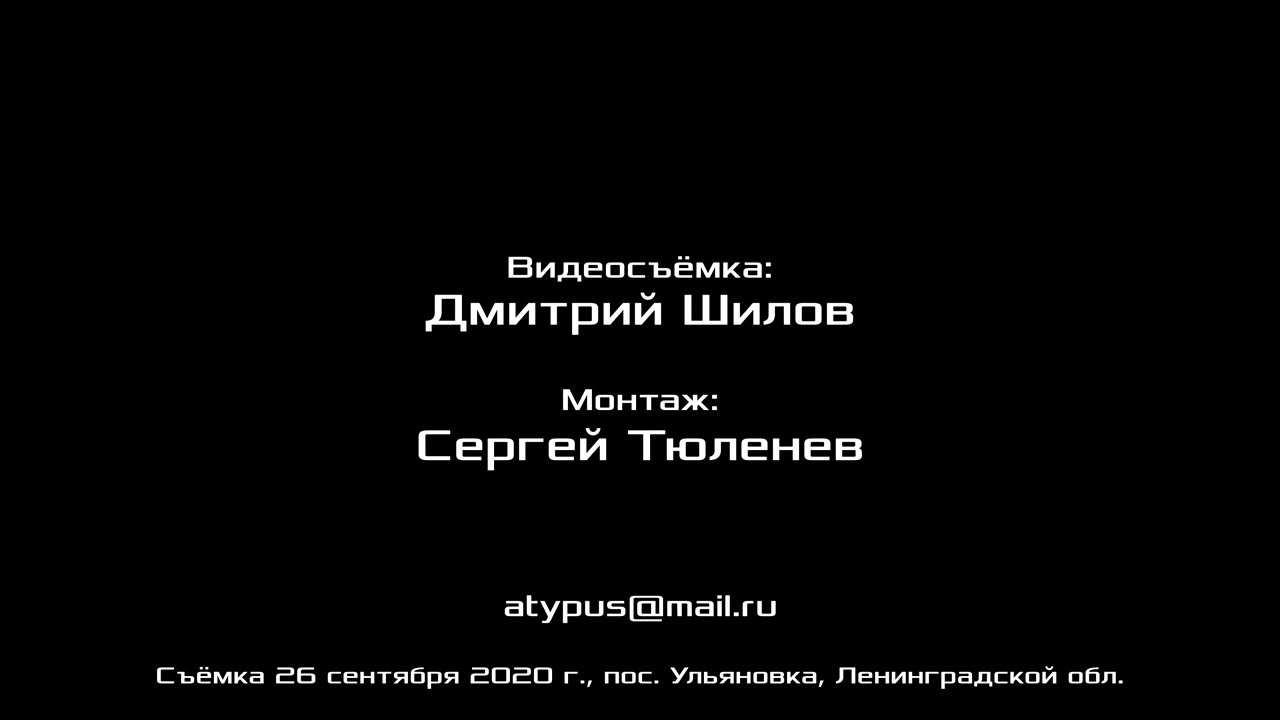 Видеосъёмка:
Дмитрий Шилов
Монтаж:
Сергей Тюленев
atypus@mail.ru
Съёмка 26 сентября 2020 г., пос. Ульяновка, Ленинградской обл.